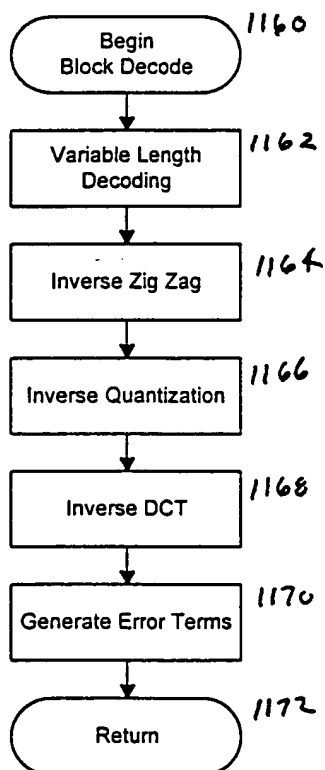 Begin
Block Decode
1160
Variable Length
Decoding
1162
Inverse Zig Zag
1164
Inverse Quantization
1166
Inverse DCT
1168
Generate Error Terms
1170
Return
1172